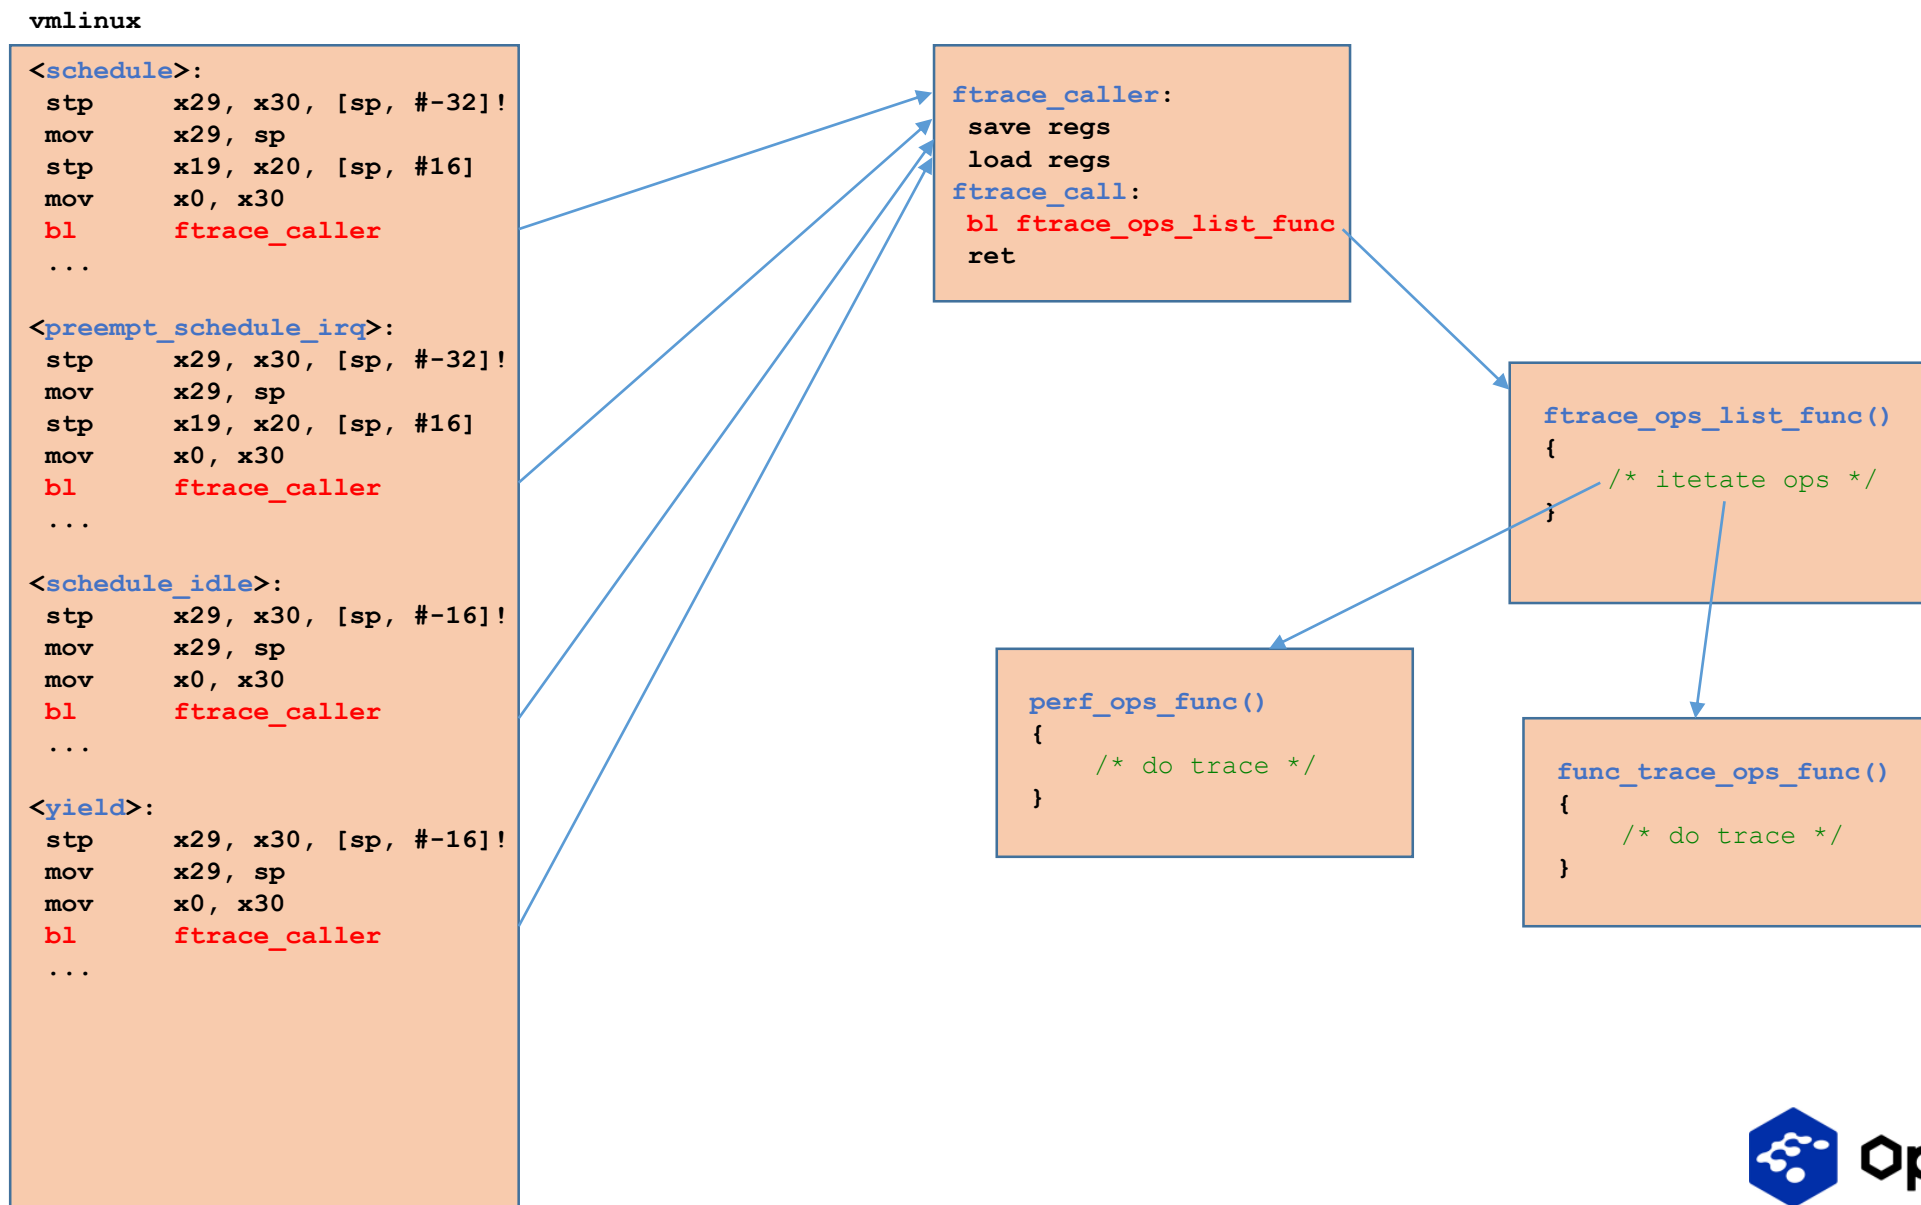 vmlinux
<schedule>:
stp x29, x30, [sp, #-32]!
mov x29, sp
stp x19, x20, [sp, #16]
mov x0, x30
bl ftrace_caller
...
<preempt_schedule_irq>:
stp x29, x30, [sp, #-32]!
mov x29, sp
stp x19, x20, [sp, #16]
mov x0, x30
bl ftrace_caller
...
<schedule_idle>:
stp x29, x30, [sp, #-16]!
mov x29, sp
mov x0, x30
bl ftrace_caller
...
<yield>:
stp x29, x30, [sp, #-16]!
mov x29, sp
mov x0, x30
bl ftrace_caller
...
ftrace_caller:
save regs
load regs
ftrace_call:
bl ftrace_ops_list_func
ret
ftrace_ops_list_func()
{
/* itetate ops */
}
perf_ops_func()
{
/* do trace */
}
func_trace_ops_func()
{
/* do trace */
}